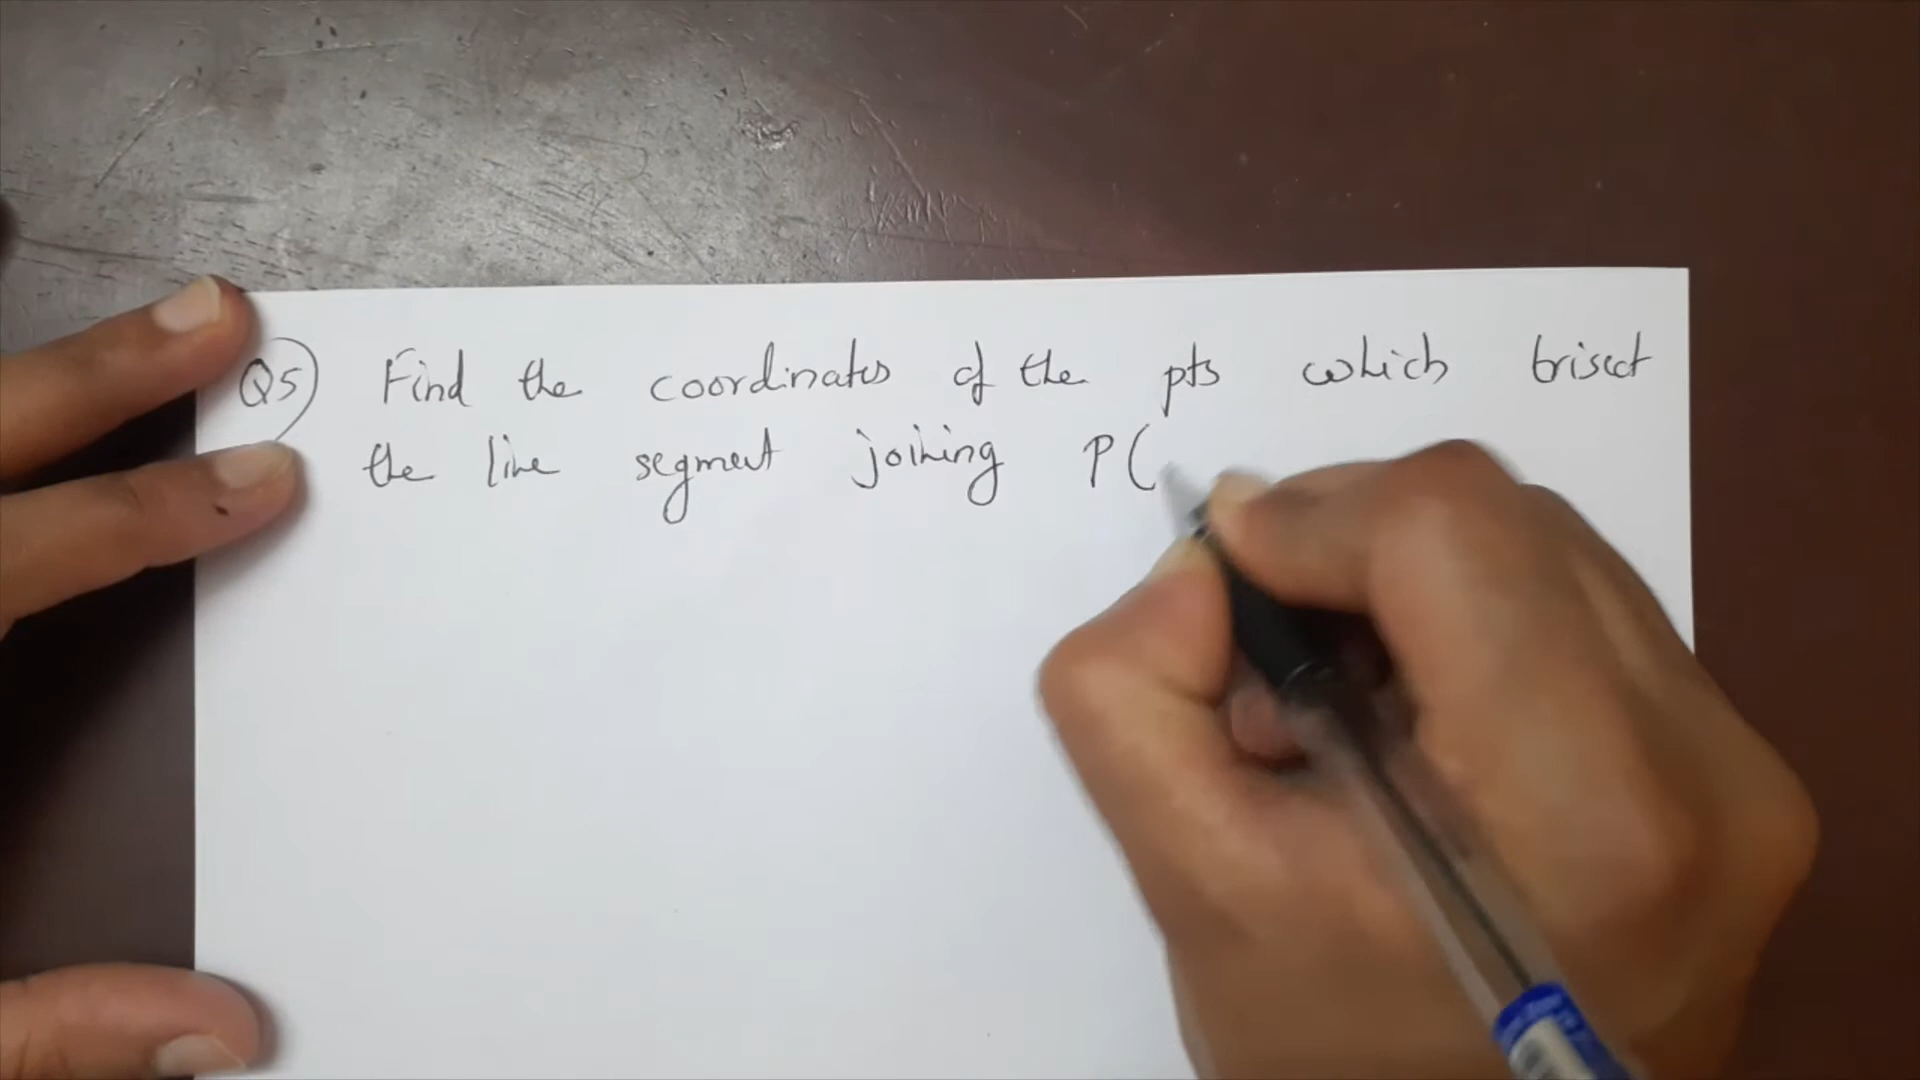 Q5) Find the coordinates of the pts which trisect
the line segment joining P(